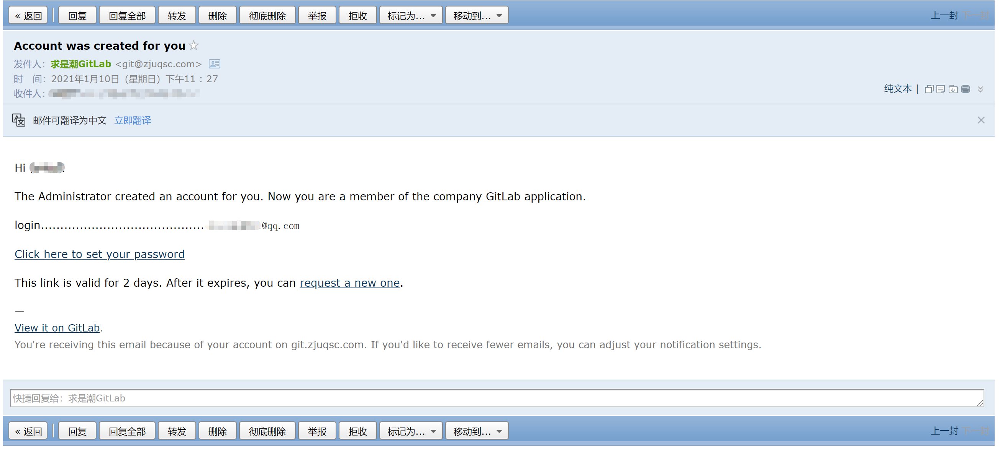 « 返回 回复 回复全部 转发 删除 彻底删除 举报 拒收 标记为... 移动到... 上一封 下一封
Account was created for you
发件人：求是潮GitLab <git@zjuqsc.com>
时 间：2021年1月10日（星期日）下午11：27
收件人：
纯文本 |
邮件可翻译为中文 立即翻译
Hi
The Administrator created an account for you. Now you are a member of the company GitLab application.
login..........................................@qq.com
Click here to set your password
This link is valid for 2 days. After it expires, you can request a new one.
—
View it on GitLab.
You're receiving this email because of your account on git.zjuqsc.com. If you'd like to receive fewer emails, you can adjust your notification settings.
快捷回复给：求是潮GitLab
« 返回 回复 回复全部 转发 删除 彻底删除 举报 拒收 标记为... 移动到... 上一封 下一封